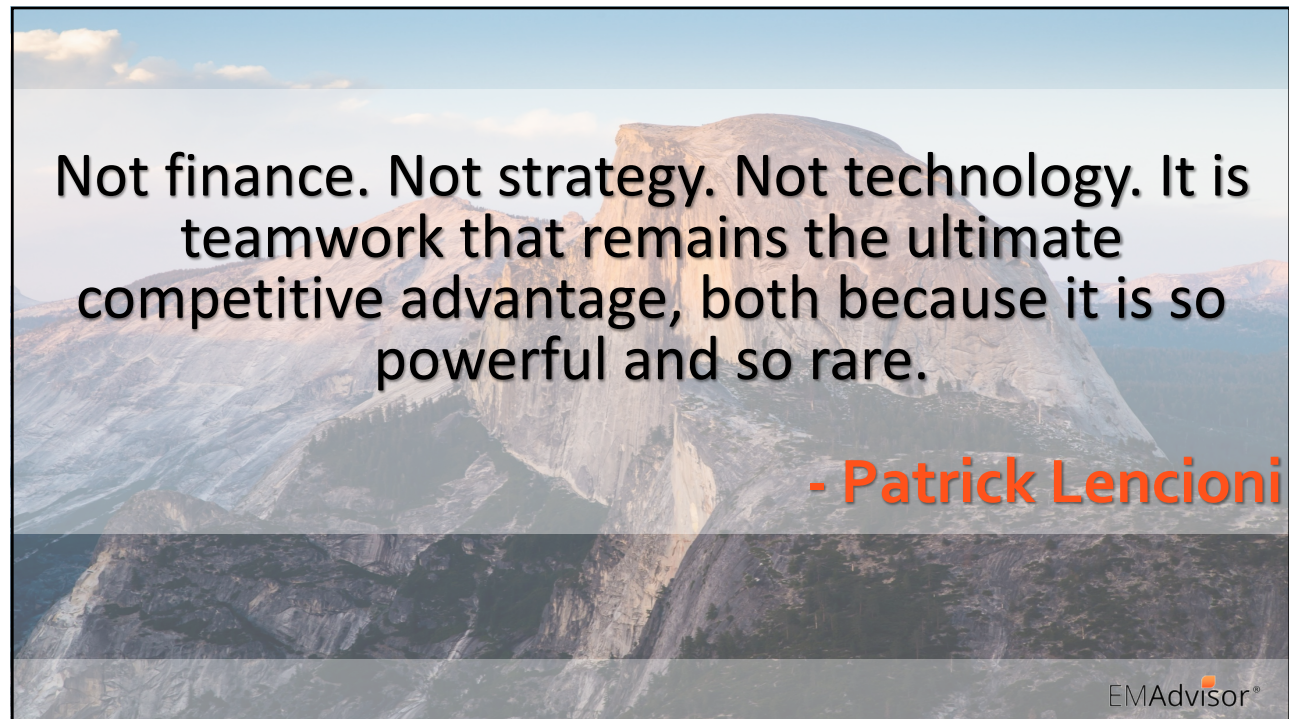 Not finance. Not strategy. Not technology. It is
teamwork that remains the ultimate
competitive advantage, both because it is so
powerful and so rare.
- Patrick Lencioni
EMAdvisor®